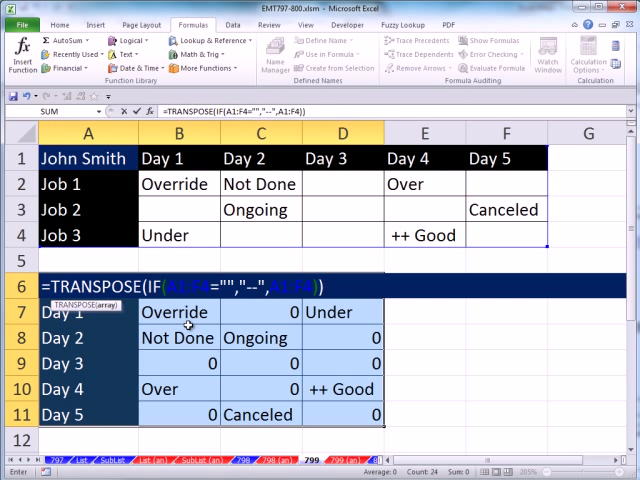 EMT797-800.xlsm - Microsoft Excel
File Home Insert Page Layout Formulas Data Review View Developer Fuzzy Lookup PDF
fx Insert Function
Σ AutoSum
Recently Used
Financial
Logical
A Text
Date & Time
Lookup & Reference
Math & Trig
More Functions
Function Library
Name Manager
Define Name
Use in Formula
Create from Selection
Defined Names
Trace Precedents
Trace Dependents
Remove Arrows
Show Formulas
Error Checking
Evaluate Formula
Formula Auditing
Watch Window
Calculation Options
Calculation
SUM fx =TRANSPOSE(IF(A1:F4="","--",A1:F4))
A B C D E F G
1 John Smith Day 1 Day 2 Day 3 Day 4 Day 5
2 Job 1 Override Not Done Over
3 Job 2 Ongoing Canceled
4 Job 3 Under ++ Good
5
6 =TRANSPOSE(IF(A1:F4="","--",A1:F4))
TRANSPOSE(array)
7 Day 1 Override 0 Under
8 Day 2 Not Done Ongoing 0
9 Day 3 0 0 0
10 Day 4 Over 0 ++ Good
11 Day 5 0 Canceled 0
12
797 List SubList List (an) SubList (an) 798 798 (an) 799 799 (an)
Enter Average: 0 Count: 24 Sum: 0 205%